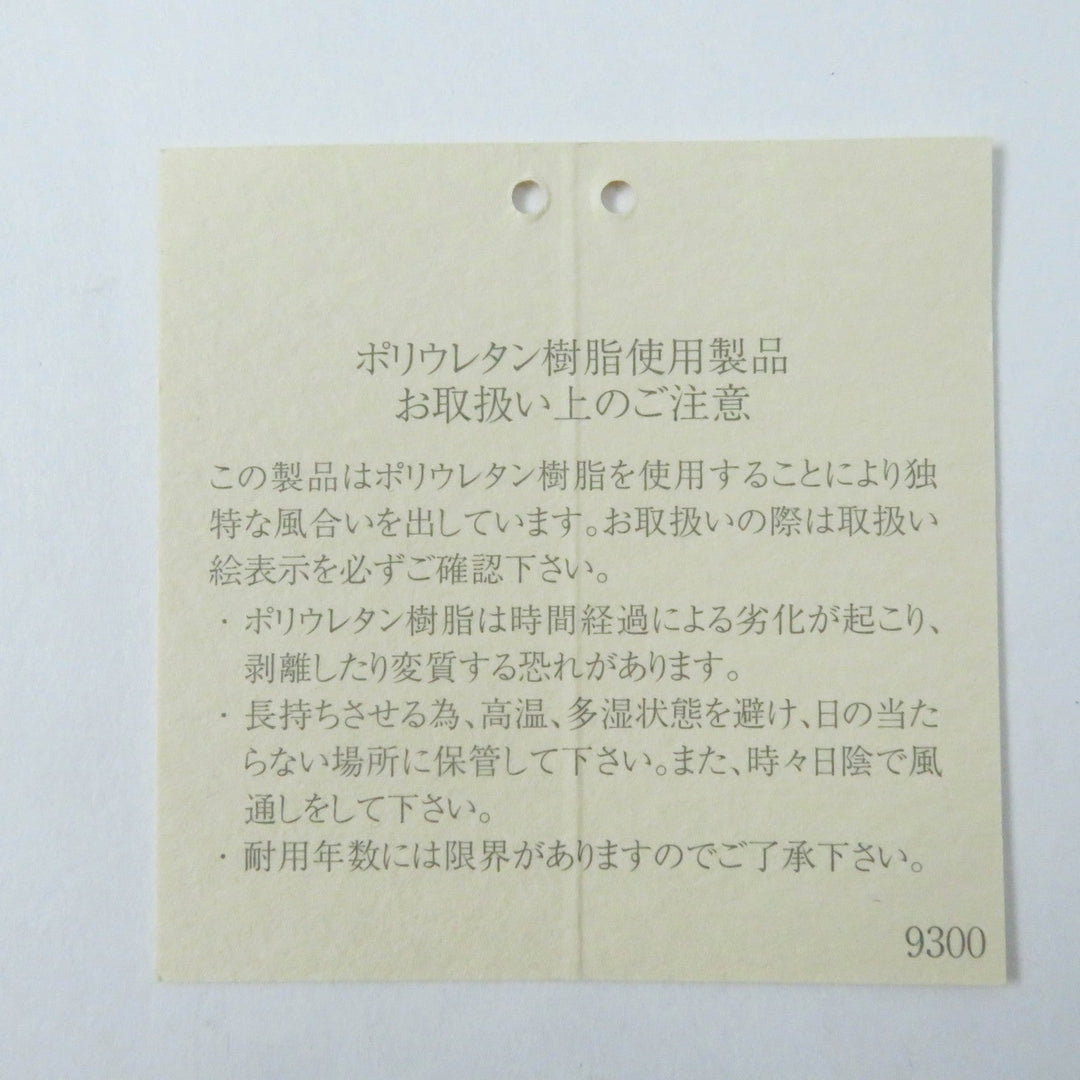 ポリウレタン樹脂使用製品
お取扱い上のご注意
この製品はポリウレタン樹脂を使用することにより独
特な風合いを出しています。お取扱いの際は取扱い
絵表示を必ずご確認下さい。
・ポリウレタン樹脂は時間経過による劣化が起こり、
剥離したり変質する恐れがあります。
・長持ちさせる為、高温、多湿状態を避け、日の当た
らない場所に保管して下さい。また、時々日陰で風
通しをして下さい。
・耐用年数には限界がありますのでご了承下さい。
9300